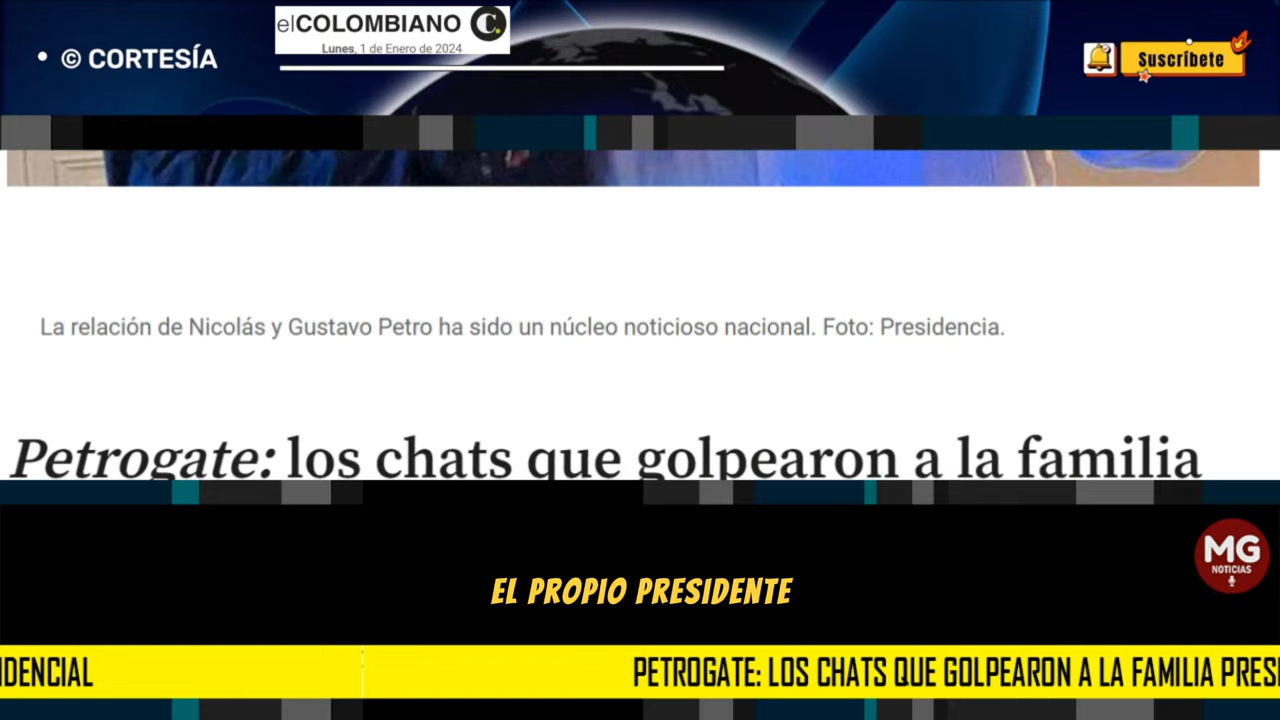 • © CORTESÍA
elCOLOMBIANO C.
Lunes, 1 de Enero de 2024
Suscríbete
La relación de Nicolás y Gustavo Petro ha sido un núcleo noticioso nacional. Foto: Presidencia.
Petrogate: los chats que golpearon a la familia
MG
NOTICIAS
EL PROPIO PRESIDENTE
IDENCIAL PETROGATE: LOS CHATS QUE GOLPEARON A LA FAMILIA PRESI